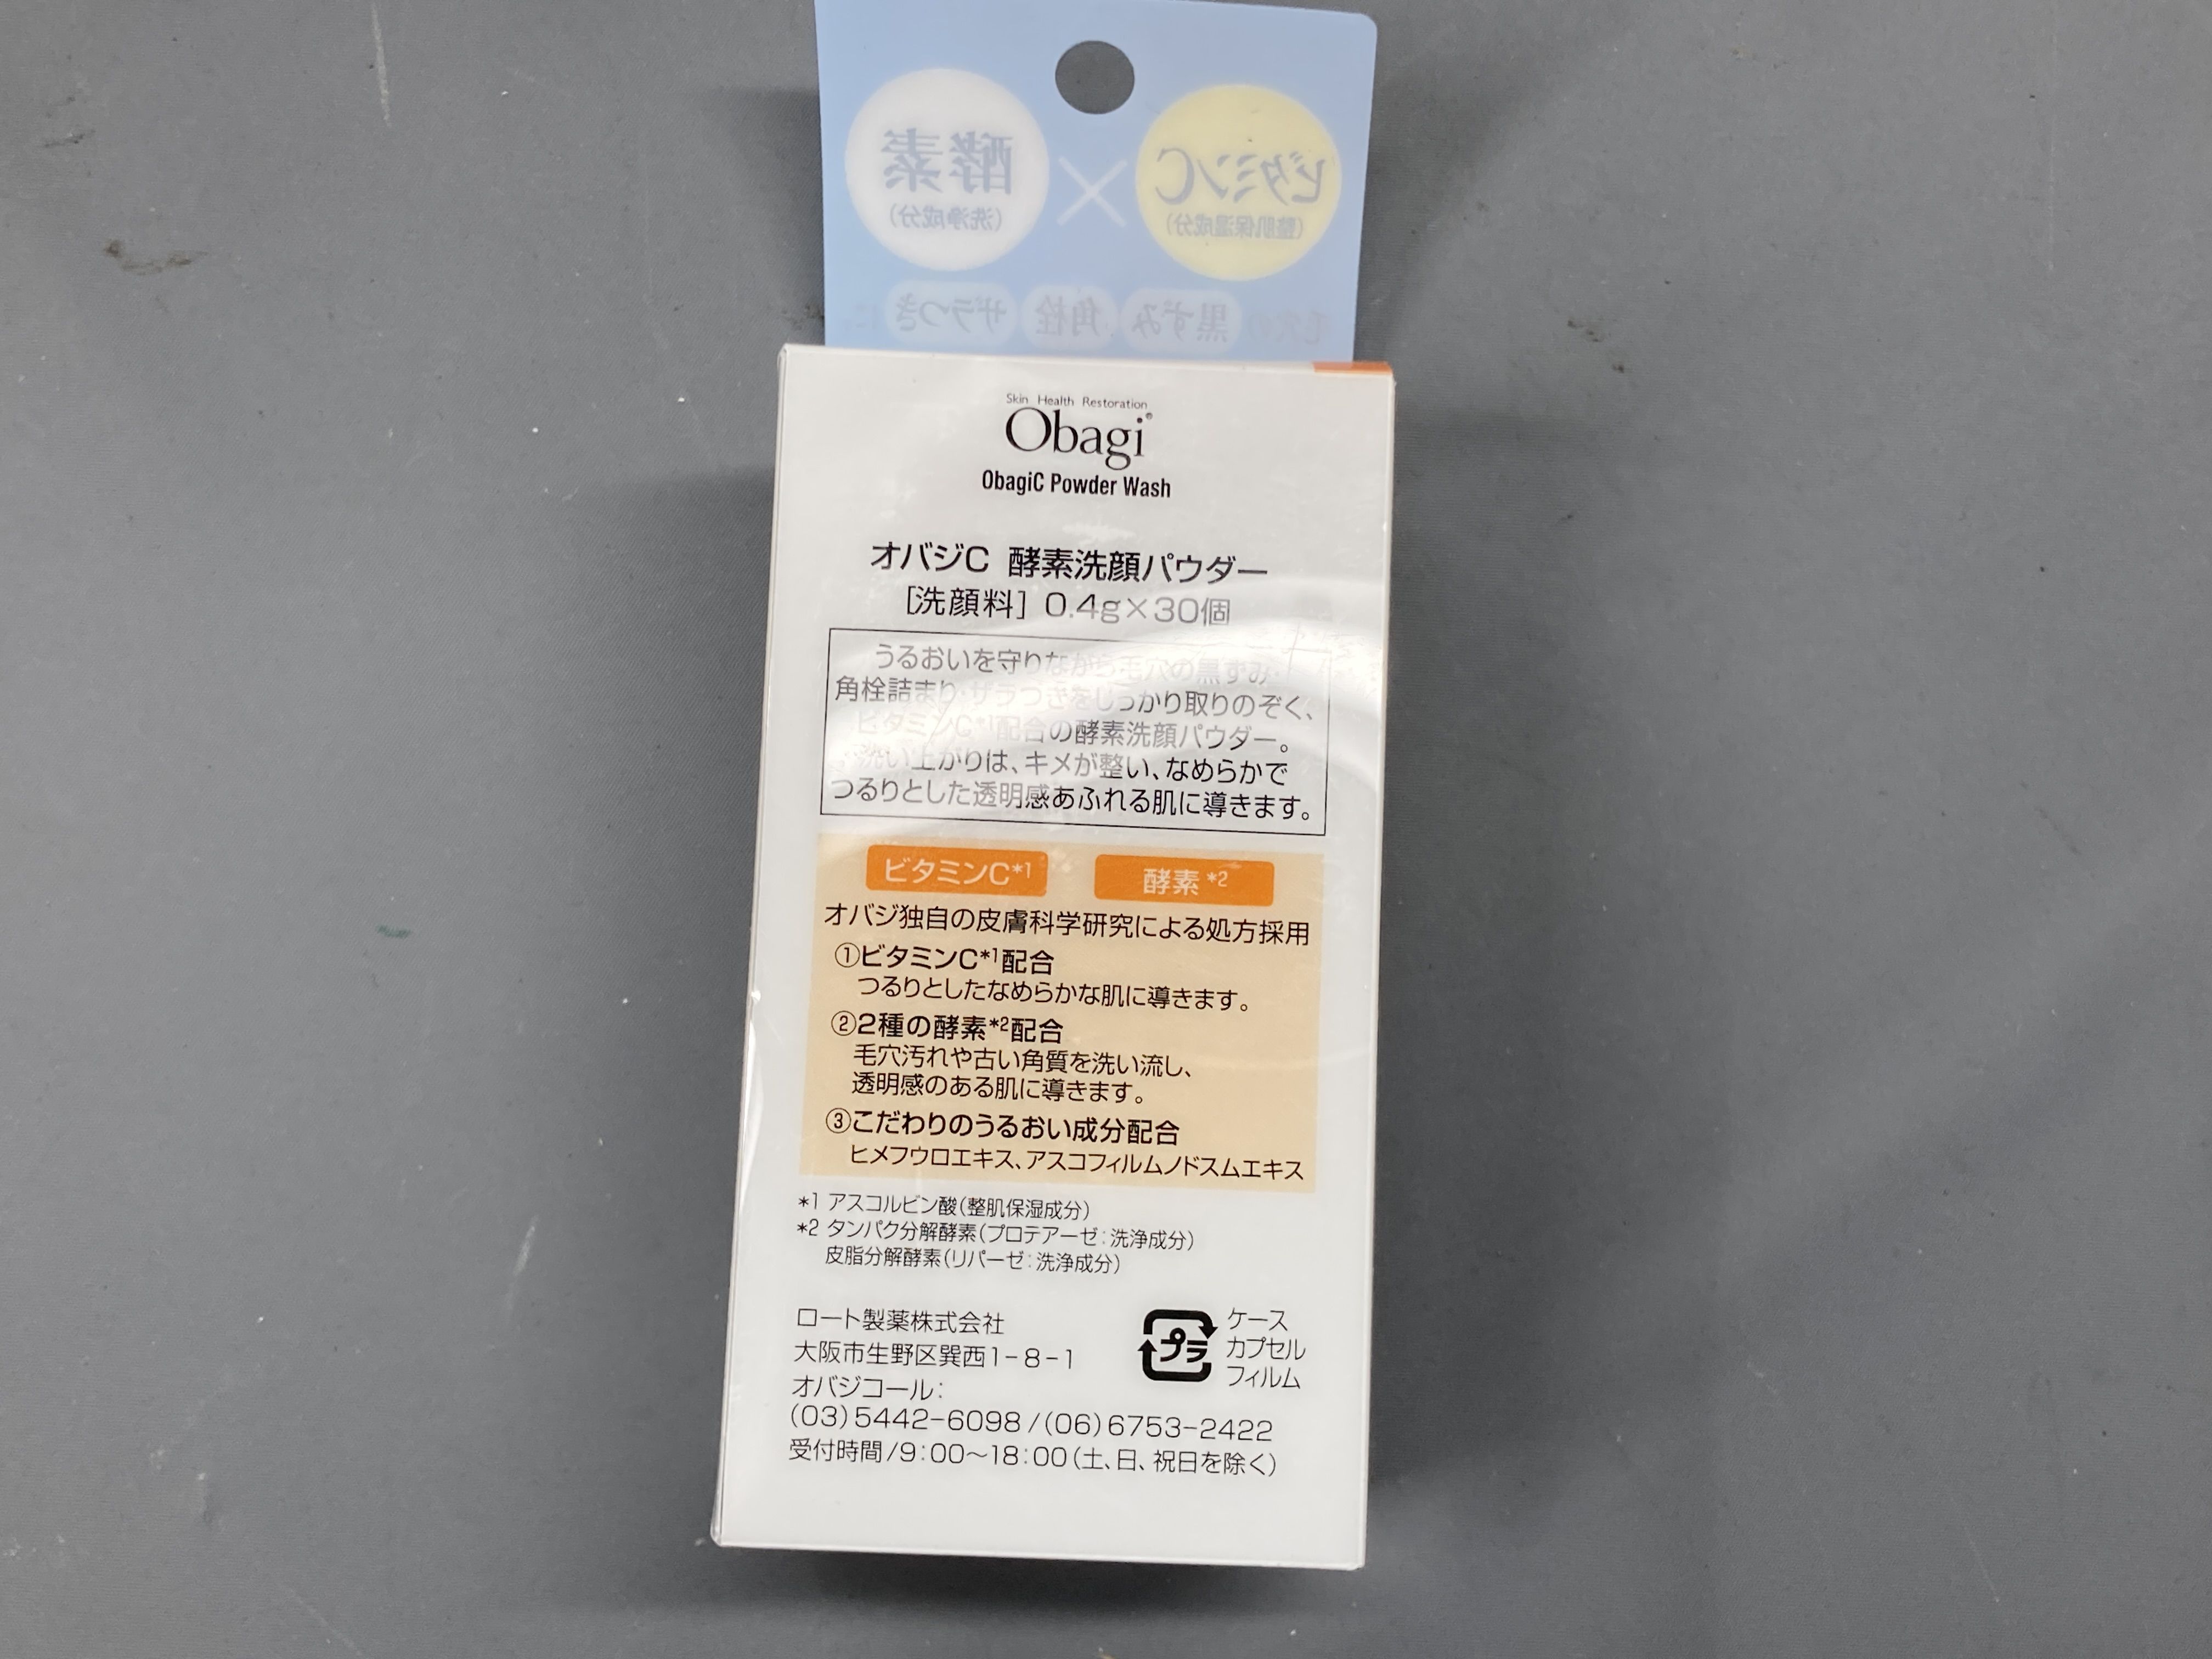 酵素
(洗浄成分)
×
ビタミンC
(整肌保湿成分)
黒ずみ 角栓 ザラつき に
Skin Health Restoration
Obagi®
ObagiC Powder Wash
オバジC 酵素洗顔パウダー
[洗顔料] 0.4g×30個
うるおいを守りながら毛穴の黒ずみ・
角栓詰まり・ザラつきをしっかり取りのぞく、
ビタミンC*1配合の酵素洗顔パウダー。
洗い上がりは、キメが整い、なめらかで
つるりとした透明感あふれる肌に導きます。
ビタミンC*1 酵素*2
オバジ独自の皮膚科学研究による処方採用
①ビタミンC*1配合
つるりとしたなめらかな肌に導きます。
②2種の酵素*2配合
毛穴汚れや古い角質を洗い流し、
透明感のある肌に導きます。
③こだわりのうるおい成分配合
ヒメフウロエキス、アスコフィルムノドスムエキス
*1 アスコルビン酸(整肌保湿成分)
*2 タンパク分解酵素(プロテアーゼ:洗浄成分)
皮脂分解酵素(リパーゼ:洗浄成分)
ロート製薬株式会社
大阪市生野区巽西1-8-1
オバジコール:
(03)5442-6098/(06)6753-2422
受付時間/9:00〜18:00(土、日、祝日を除く)
プラ
ケース
カプセル
フィルム